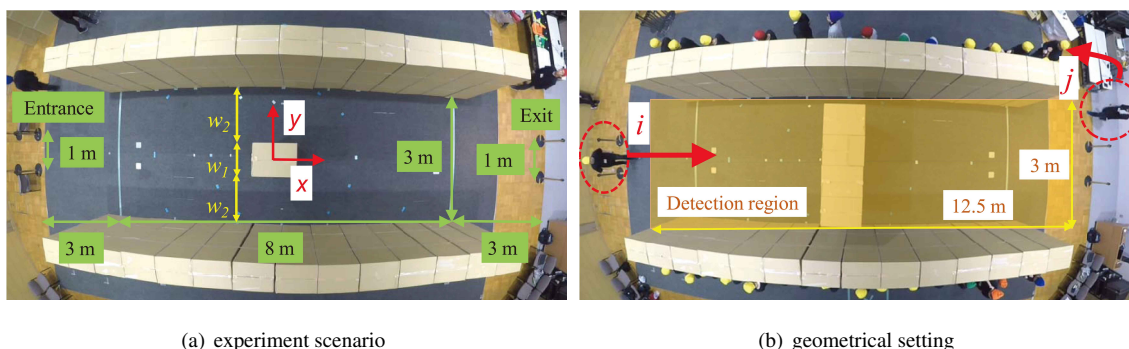 Entrance
1 m
w2
w1
w2
y
x
3 m
1 m
Exit
3 m
8 m
3 m
i
j
Detection region
3 m
12.5 m
(a) experiment scenario
(b) geometrical setting